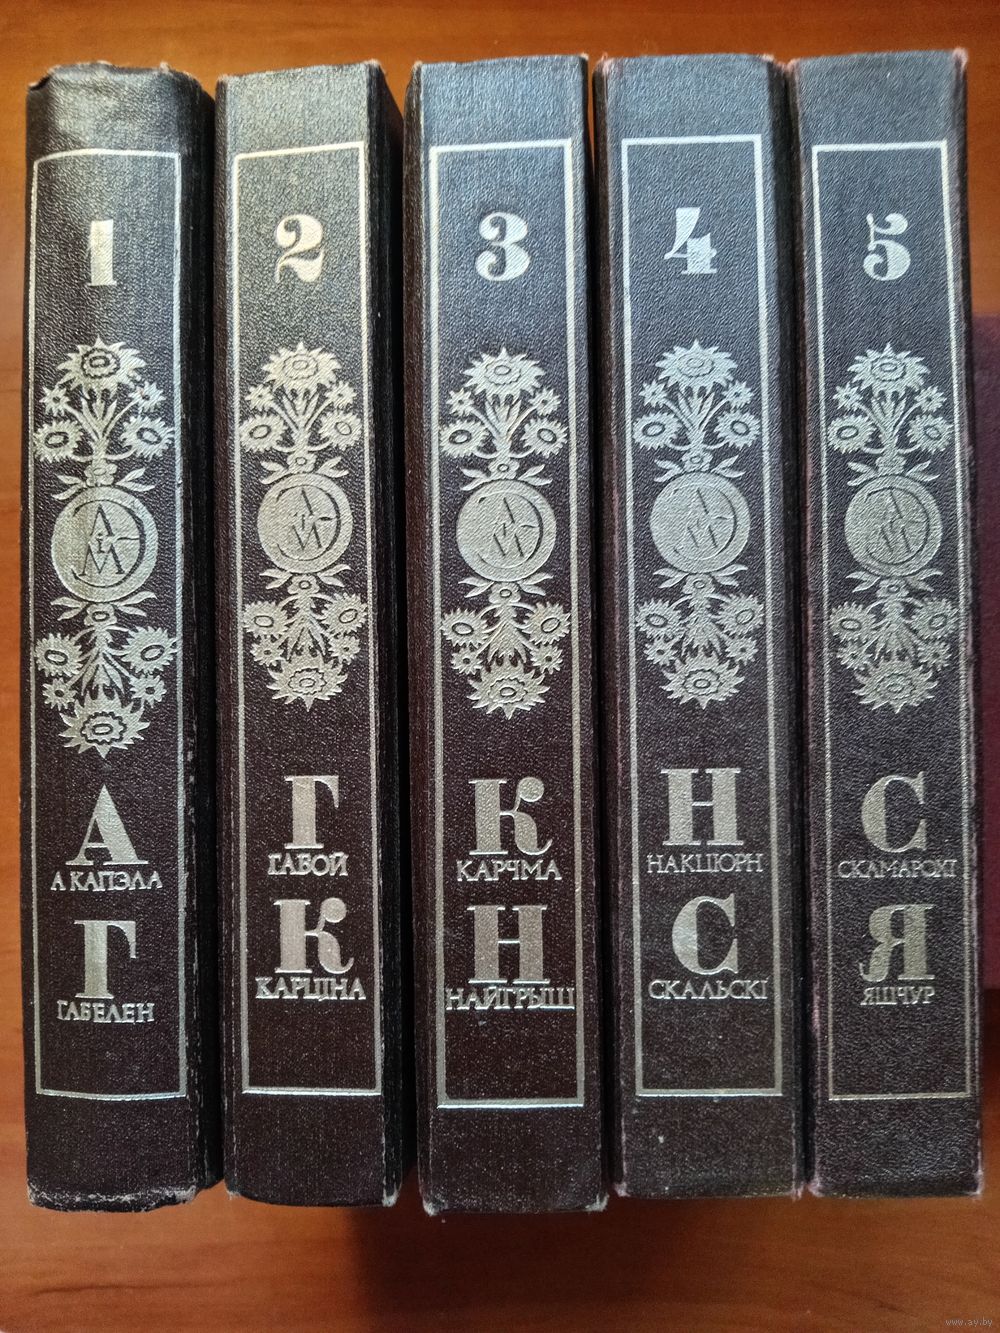 1
А КАПЭЛА
А
Г
ГАБЕЛЕН
2
Г
ГАБОЙ
К
КАРЦІНА
3
К
КАРЧМА
Н
НАЙГРЫШ
4
Н
НАКЦЮРН
С
СКАЛЬСКІ
5
С
СКАМАРОХІ
Я
ЯШЧУР
www.ay.by